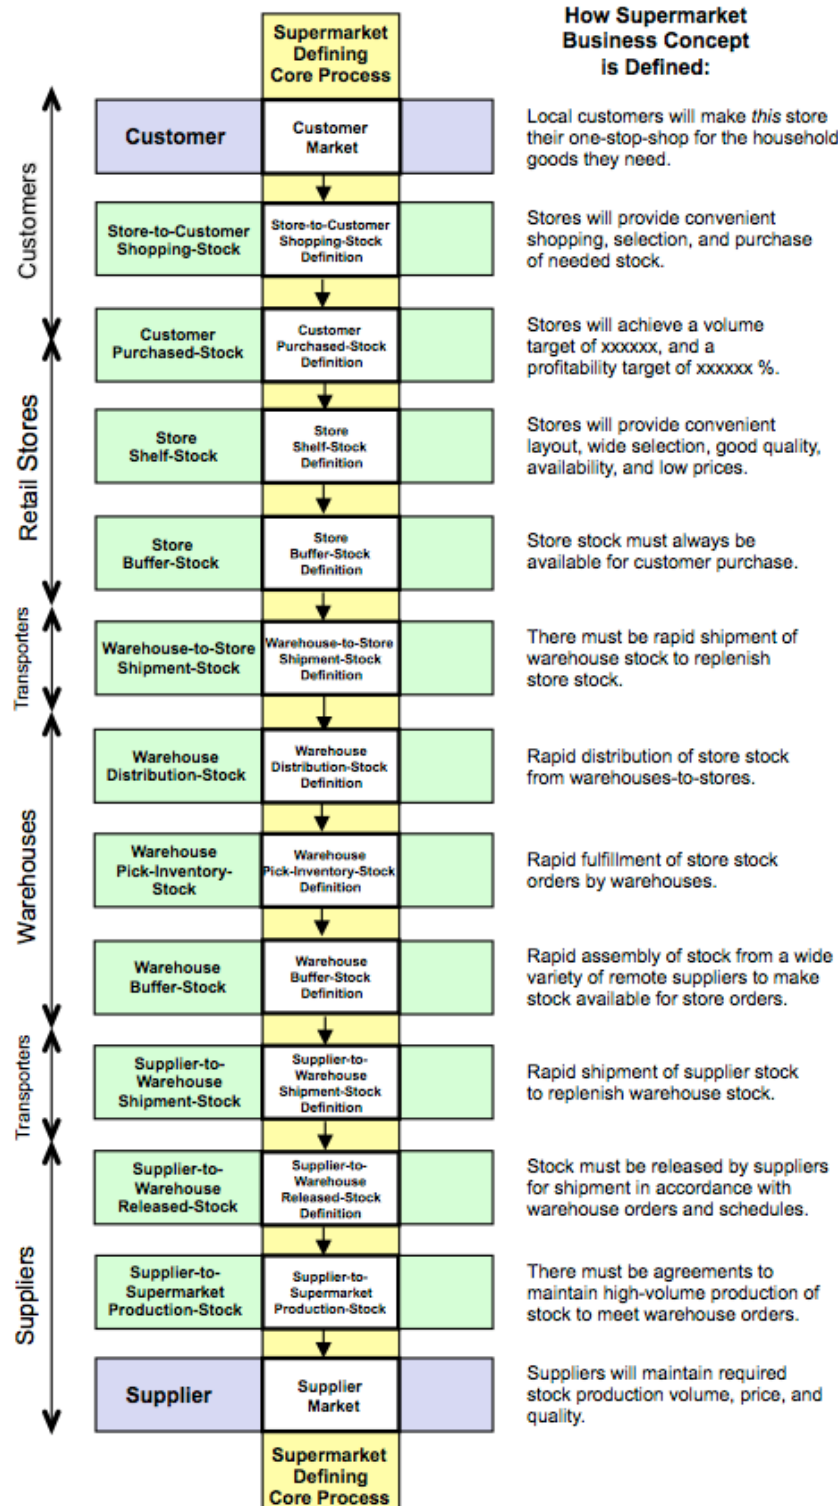 Supermarket
Defining
Core Process
How Supermarket
Business Concept
is Defined:
Customers
Customer
Customer
Market
Local customers will make this store
their one-stop-shop for the household
goods they need.
Store-to-Customer
Shopping-Stock
Store-to-Customer
Shopping-Stock
Definition
Stores will provide convenient
shopping, selection, and purchase
of needed stock.
Retail Stores
Customer
Purchased-Stock
Customer
Purchased-Stock
Definition
Stores will achieve a volume
target of xxxxxx, and a
profitability target of xxxxxx %.
Store
Shelf-Stock
Store
Shelf-Stock
Definition
Stores will provide convenient
layout, wide selection, good quality,
availability, and low prices.
Store
Buffer-Stock
Store
Buffer-Stock
Definition
Store stock must always be
available for customer purchase.
Transporters
Warehouse-to-Store
Shipment-Stock
Warehouse-to-Store
Shipment-Stock
Definition
There must be rapid shipment of
warehouse stock to replenish
store stock.
Warehouses
Warehouse
Distribution-Stock
Warehouse
Distribution-Stock
Definition
Rapid distribution of store stock
from warehouses-to-stores.
Warehouse
Pick-Inventory-
Stock
Warehouse
Pick-Inventory-Stock
Definition
Rapid fulfillment of store stock
orders by warehouses.
Warehouse
Buffer-Stock
Warehouse
Buffer-Stock
Definition
Rapid assembly of stock from a wide
variety of remote suppliers to make
stock available for store orders.
Transporters
Supplier-to-
Warehouse
Shipment-Stock
Supplier-to-
Warehouse
Shipment-Stock
Definition
Rapid shipment of supplier stock
to replenish warehouse stock.
Suppliers
Supplier-to-
Warehouse
Released-Stock
Supplier-to-
Warehouse
Released-Stock
Definition
Stock must be released by suppliers
for shipment in accordance with
warehouse orders and schedules.
Supplier-to-
Supermarket
Production-Stock
Supplier-to-
Supermarket
Production-Stock
There must be agreements to
maintain high-volume production of
stock to meet warehouse orders.
Supplier
Supplier
Market
Suppliers will maintain required
stock production volume, price, and
quality.
Supermarket
Defining
Core Process